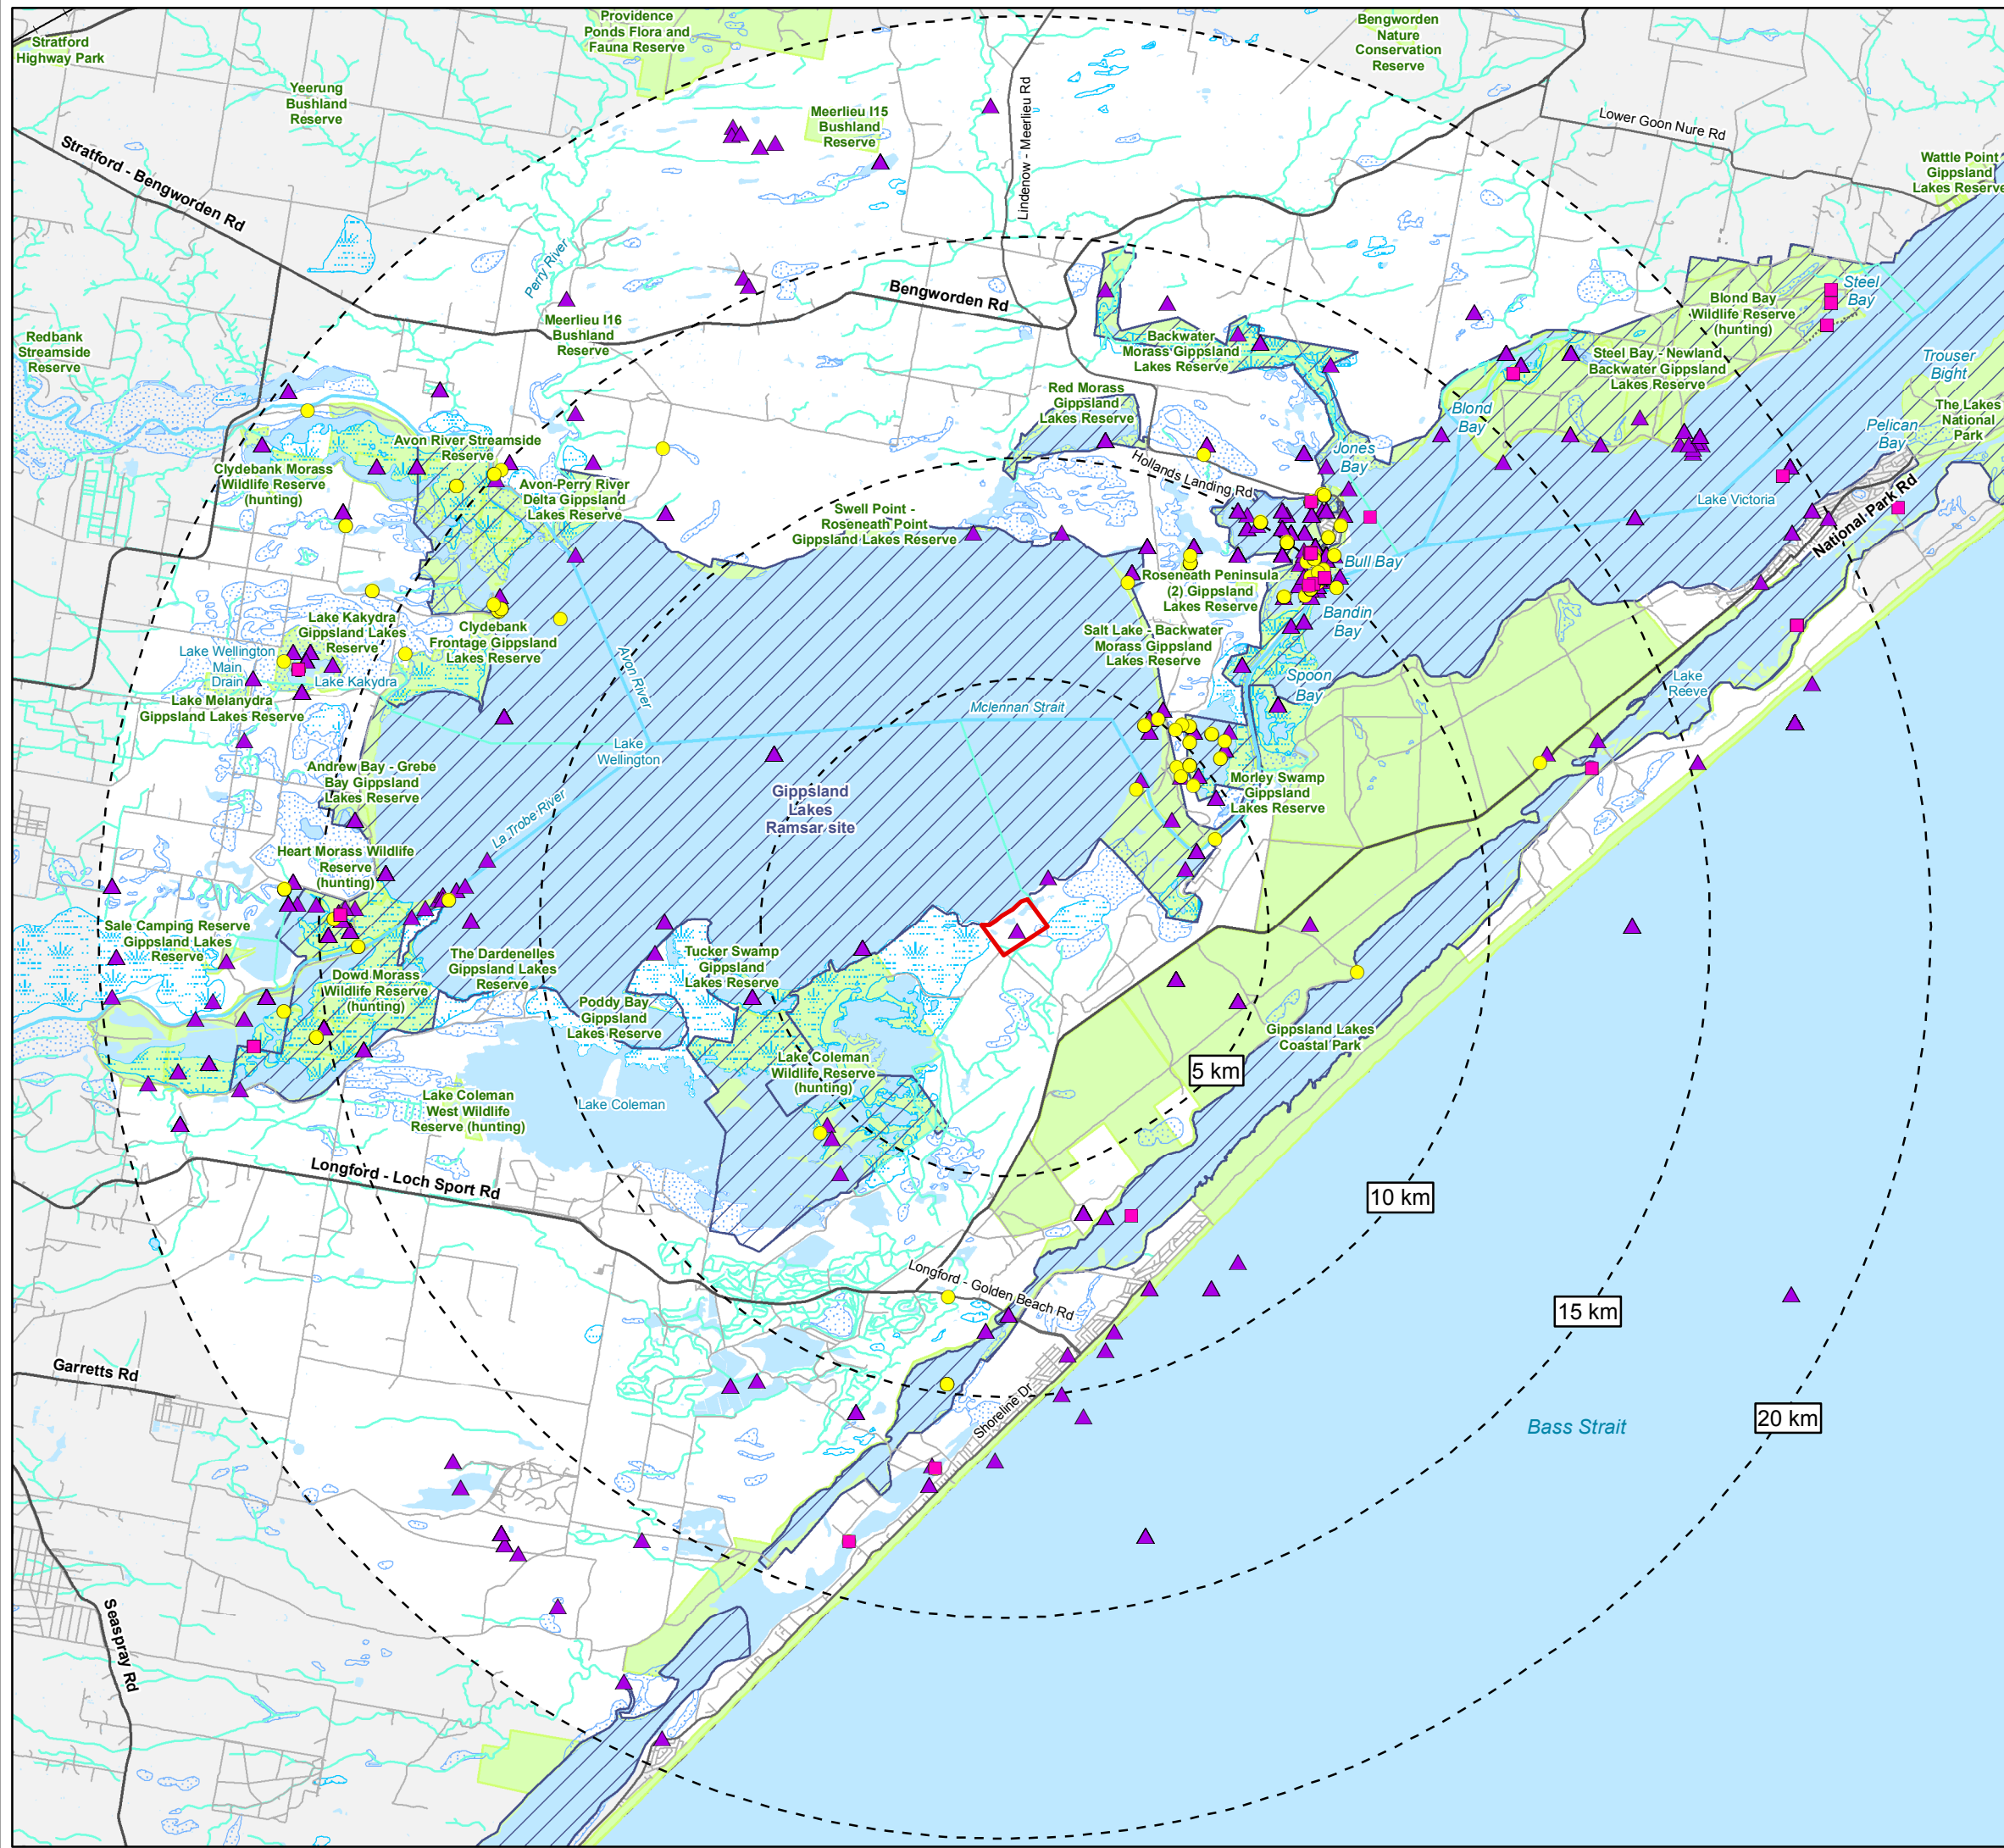 Stratford
Highway Park
Providence
Ponds Flora and
Fauna Reserve
Bengworden
Nature
Conservation
Reserve
Yeerung
Bushland
Reserve
Meerlieu I15
Bushland
Reserve
Lindenow - Meerlieu Rd
Lower Goon Nure Rd
Wattle Point
Gippsland
Lakes Reserve
Stratford - Bengworden Rd
Perry River
Bengworden Rd
Meerlieu I16
Bushland
Reserve
Redbank
Streamside
Reserve
Backwater
Morass Gippsland
Lakes Reserve
Steel
Bay
Blond Bay
Wildlife Reserve
(hunting)
Steel Bay - Newland
Backwater Gippsland
Lakes Reserve
Trouser
Bight
The Lakes
National
Park
Red Morass
Gippsland
Lakes Reserve
Blond
Bay
Pelican
Bay
Avon River Streamside
Reserve
Clydebank Morass
Wildlife Reserve
(hunting)
Avon-Perry River
Delta Gippsland
Lakes Reserve
Hollands Landing Rd
Jones
Bay
Lake Victoria
National Park Rd
Swell Point -
Roseneath Point
Gippsland Lakes Reserve
Bull Bay
Roseneath Peninsula
(2) Gippsland
Lakes Reserve
Bandin
Bay
Lake Kakydra
Gippsland Lakes
Reserve
Clydebank
Frontage Gippsland
Lakes Reserve
Salt Lake - Backwater
Morass Gippsland
Lakes Reserve
Lake Wellington
Main
Drain
Lake Kakydra
Avon River
Spoon
Bay
Lake
Reeve
Lake Melanydra
Gippsland Lakes Reserve
Mclennan Strait
Lake
Wellington
Andrew Bay - Grebe
Bay Gippsland
Lakes Reserve
Gippsland
Lakes
Ramsar site
Morley Swamp
Gippsland
Lakes Reserve
La Trobe River
Heart Morass Wildlife
Reserve
(hunting)
Sale Camping Reserve
Gippsland Lakes
Reserve
The Dardenelles
Gippsland Lakes
Reserve
Tucker Swamp
Gippsland
Lakes Reserve
Dowd Morass
Wildlife Reserve
(hunting)
Poddy Bay
Gippsland
Lakes Reserve
Gippsland Lakes
Coastal Park
Lake Coleman
Wildlife Reserve
(hunting)
5 km
Lake Coleman
West Wildlife
Reserve (hunting)
Lake Coleman
Longford - Loch Sport Rd
10 km
Longford - Golden Beach Rd
15 km
Garretts Rd
Shoreline Dr
Bass Strait
20 km
Seaspray Rd